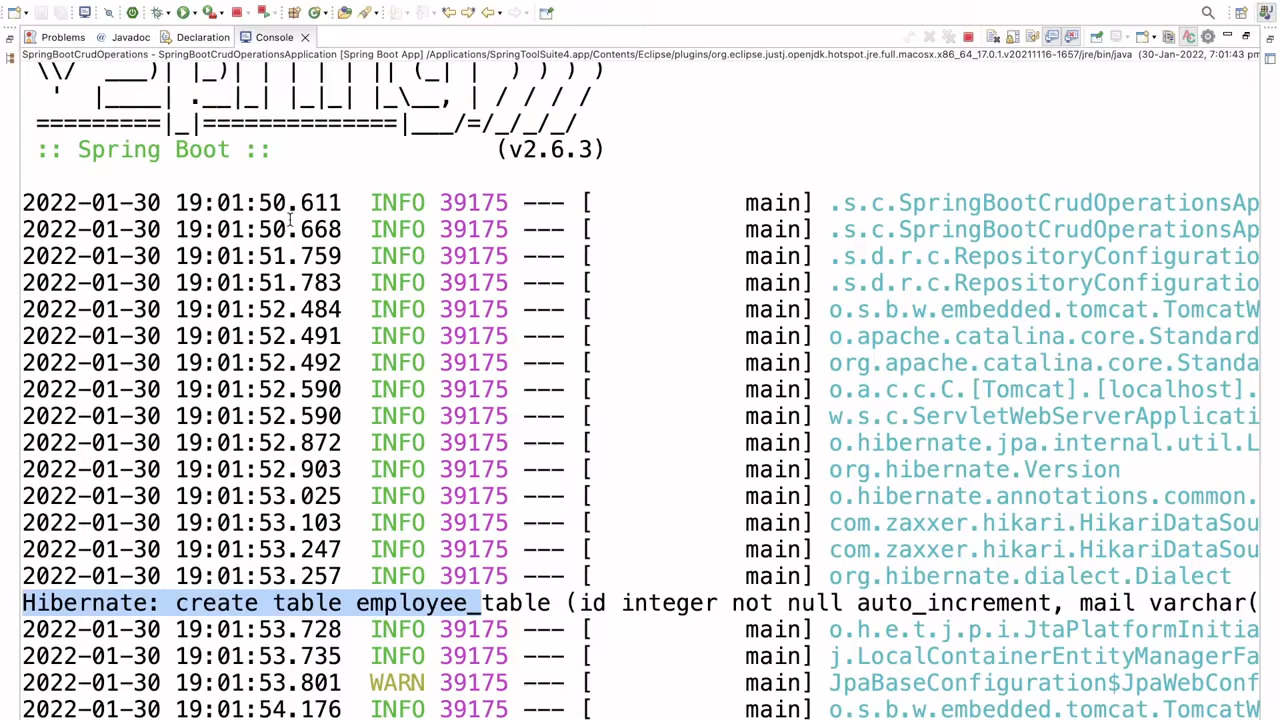 Problems Javadoc Declaration Console
SpringBootCrudOperations - SpringBootCrudOperationsApplication [Spring Boot App] /Applications/SpringToolSuite4.app/Contents/Eclipse/plugins/org.eclipse.justj.openjdk.hotspot.jre.full.macosx.x86_64_17.0.1.v20211116-1657/jre/bin/java (30-Jan-2022, 7:01:43 pm
\\/ ___)| |_)| | | | | || (_| | ) ) ) )
' |____| .__|_| |_|_| |_\__, | / / / /
=========|_|==============|___/=/_/_/_/
:: Spring Boot :: (v2.6.3)
2022-01-30 19:01:50.611 INFO 39175 --- [ main] .s.c.SpringBootCrudOperationsAp
2022-01-30 19:01:50.668 INFO 39175 --- [ main] .s.c.SpringBootCrudOperationsAp
2022-01-30 19:01:51.759 INFO 39175 --- [ main] .s.d.r.c.RepositoryConfiguratio
2022-01-30 19:01:51.783 INFO 39175 --- [ main] .s.d.r.c.RepositoryConfiguratio
2022-01-30 19:01:52.484 INFO 39175 --- [ main] o.s.b.w.embedded.tomcat.TomcatW
2022-01-30 19:01:52.491 INFO 39175 --- [ main] o.apache.catalina.core.Standard
2022-01-30 19:01:52.492 INFO 39175 --- [ main] org.apache.catalina.core.Standa
2022-01-30 19:01:52.590 INFO 39175 --- [ main] o.a.c.c.C.[Tomcat].[localhost].
2022-01-30 19:01:52.590 INFO 39175 --- [ main] w.s.c.ServletWebServerApplicati
2022-01-30 19:01:52.872 INFO 39175 --- [ main] o.hibernate.jpa.internal.util.L
2022-01-30 19:01:52.903 INFO 39175 --- [ main] org.hibernate.Version
2022-01-30 19:01:53.025 INFO 39175 --- [ main] o.hibernate.annotations.common.
2022-01-30 19:01:53.103 INFO 39175 --- [ main] com.zaxxer.hikari.HikariDataSou
2022-01-30 19:01:53.247 INFO 39175 --- [ main] com.zaxxer.hikari.HikariDataSou
2022-01-30 19:01:53.257 INFO 39175 --- [ main] org.hibernate.dialect.Dialect
Hibernate: create table employee_table (id integer not null auto_increment, mail varchar(
2022-01-30 19:01:53.728 INFO 39175 --- [ main] o.h.e.t.j.p.i.JtaPlatformInitia
2022-01-30 19:01:53.735 INFO 39175 --- [ main] j.LocalContainerEntityManagerFa
2022-01-30 19:01:53.801 WARN 39175 --- [ main] JpaBaseConfiguration$JpaWebConf
2022-01-30 19:01:54.176 INFO 39175 --- [ main] o.s.b.w.embedded.tomcat.TomcatW